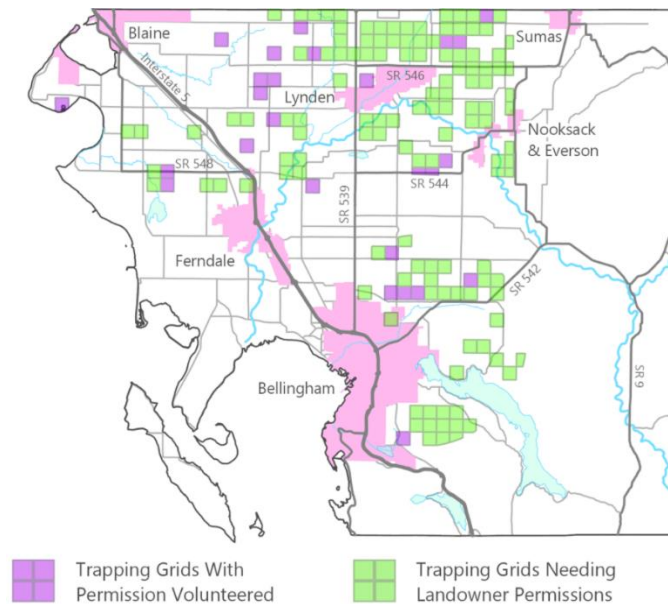 Blaine
Sumas
Interstate 5
SR 546
Lynden
Nooksack
& Everson
SR 548
SR 539
SR 544
Ferndale
SR 542
SR 9
Bellingham
Trapping Grids With
Permission Volunteered
Trapping Grids Needing
Landowner Permissions